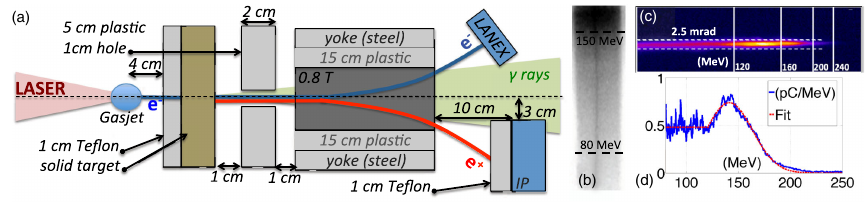 (a)
5 cm plastic
1cm hole
4 cm
2 cm
LASER
Gasjet
e-
1 cm Teflon
solid target
1 cm
1 cm
yoke (steel)
15 cm plastic
0.8 T
15 cm plastic
yoke (steel)
e-
LANEX
γ rays
10 cm
3 cm
e+
IP
1 cm Teflon
150 MeV
80 MeV
(b)
(c)
2.5 mrad
(MeV)
120
160
200
240
(pC/MeV)
Fit
1
0.5
0
(MeV)
(d)
100
150
200
250